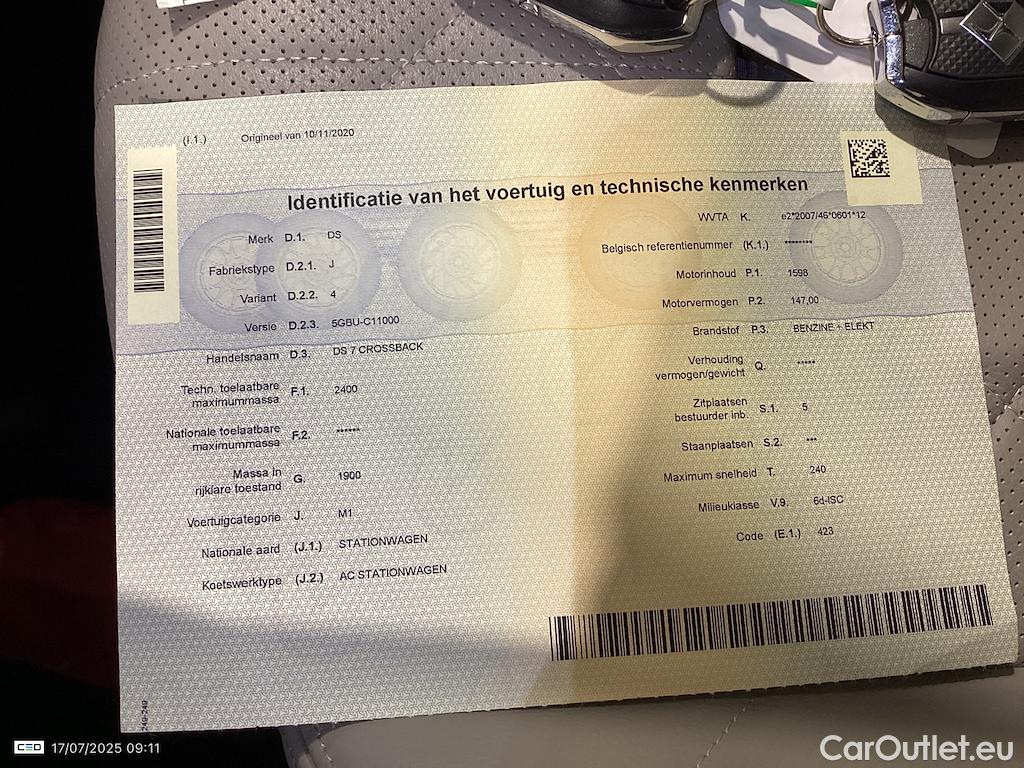 (I.1.) Origineel van 10/11/2020
Identificatie van het voertuig en technische kenmerken
Merk D.1. DS
Fabriekstype D.2.1. J
Variant D.2.2. 4
Versie D.2.3. 5GBU-C11000
Handelsnaam D.3. DS 7 CROSSBACK
Techn. toelaatbare
maximummassa F.1. 2400
Nationale toelaatbare
maximummassa F.2. ******
Massa in
rijklare toestand G. 1900
Voertuigcategorie J. M1
Nationale aard (J.1.) STATIONWAGEN
Koetswerktype (J.2.) AC STATIONWAGEN
WVTA K. e2*2007/46*0601*12
Belgisch referentienummer (K.1.) ********
Motorinhoud P.1. 1598
Motorvermogen P.2. 147,00
Brandstof P.3. BENZINE + ELEKT
Verhouding
vermogen/gewicht Q. *****
Zitplaatsen
bestuurder inb. S.1. 5
Staanplaatsen S.2. ***
Maximum snelheid T. 240
Milieuklasse V.9. 6d-ISC
Code (E.1.) 423
249-249
CEO 17/07/2025 09:11
CarOutlet.eu